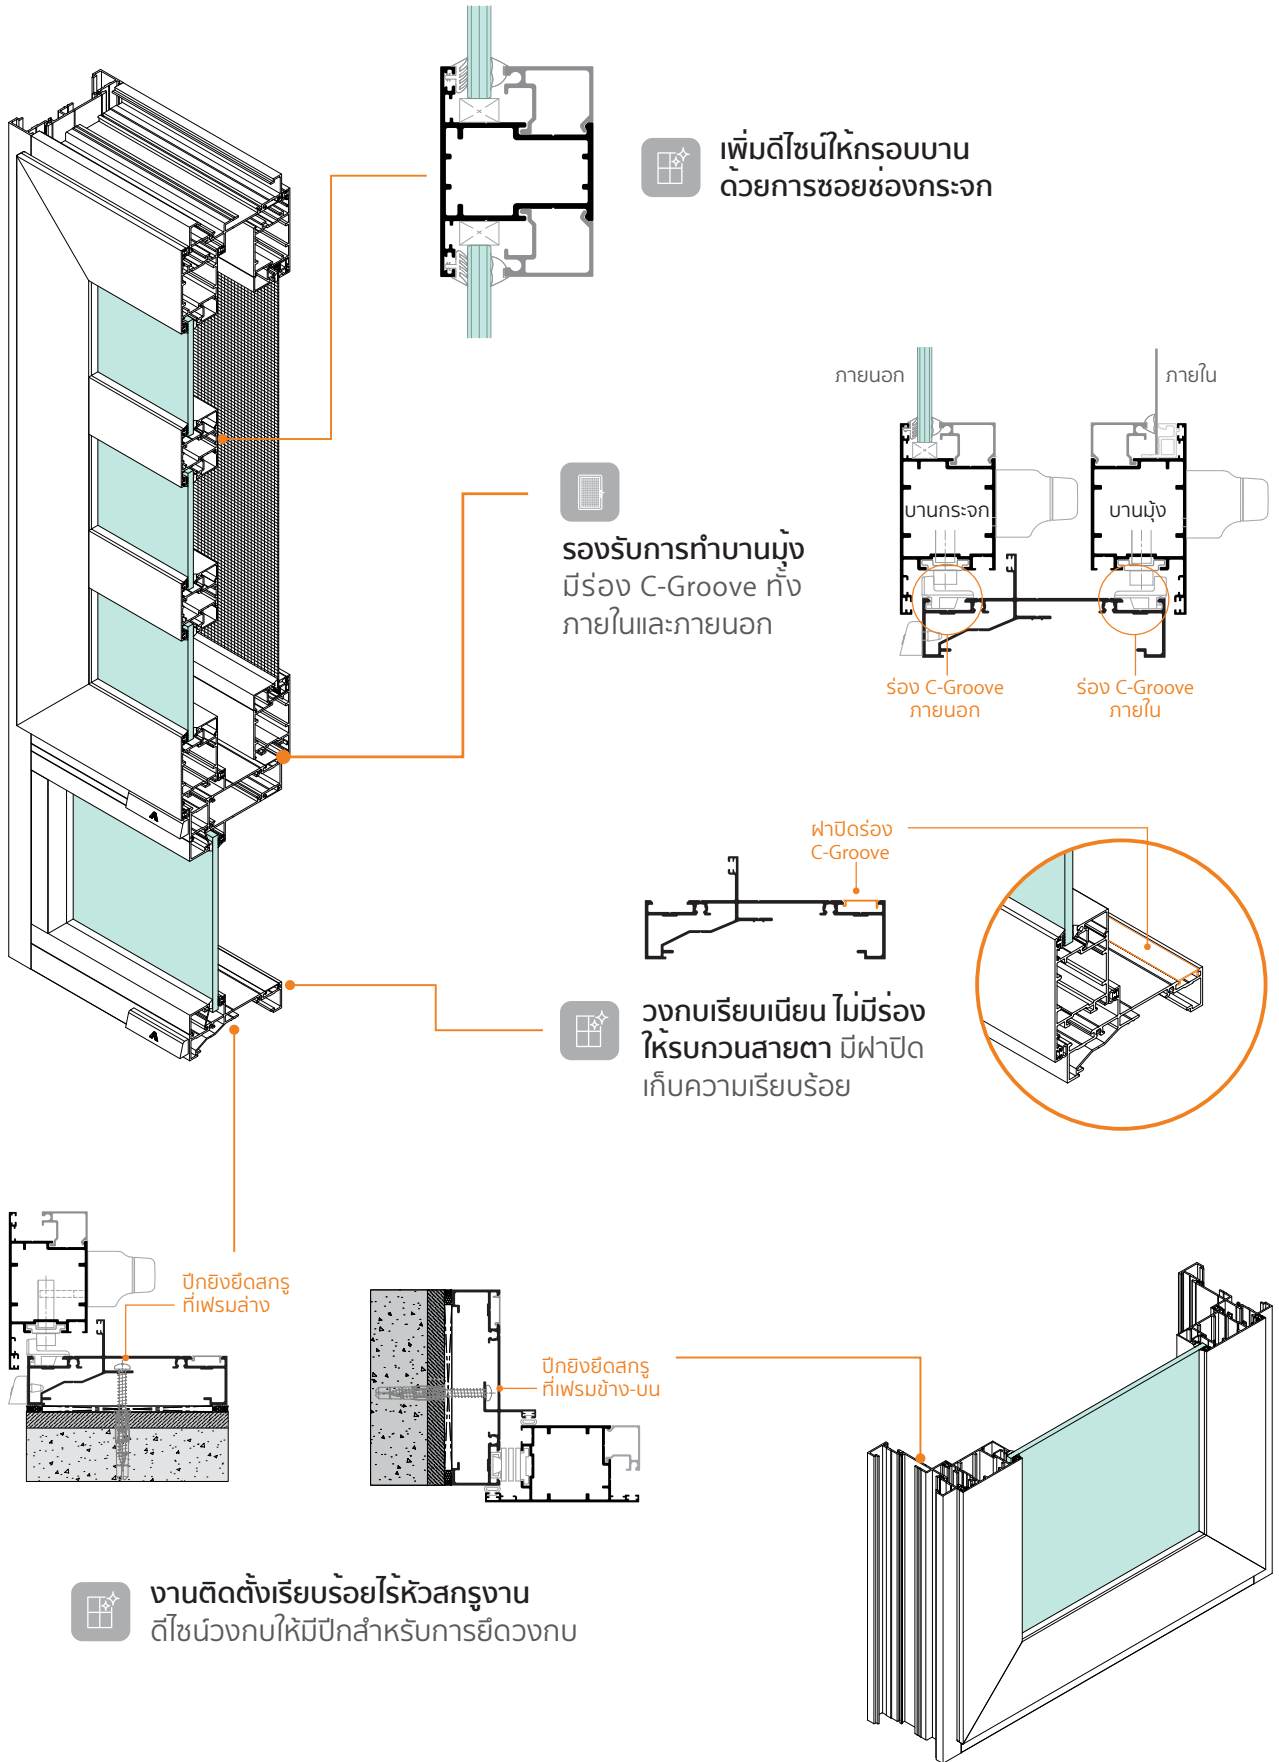 เพิ่มดีไซน์ให้กรอบบาน
ด้วยการซอยช่องกระจก
ภายนอก
ภายใน
บานกระจก
บานมุ้ง
ร่อง C-Groove
ภายนอก
ร่อง C-Groove
ภายใน
รองรับการทำบานมุ้ง
มีร่อง C-Groove ทั้ง
ภายในและภายนอก
ฝาปิดร่อง
C-Groove
วงกบเรียบเนียน ไม่มีร่อง
ให้รบกวนสายตา มีฝาปิด
เก็บความเรียบร้อย
ปีกยิงยึดสกรู
ที่เฟรมล่าง
ปีกยิงยึดสกรู
ที่เฟรมข้าง-บน
งานติดตั้งเรียบร้อยไร้หัวสกรูงาน
ดีไซน์วงกบให้มีปีกสำหรับการยึดวงกบ